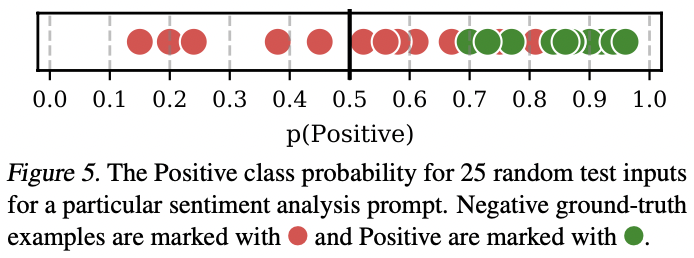 0.0 0.1 0.2 0.3 0.4 0.5 0.6 0.7 0.8 0.9 1.0
p(Positive)
Figure 5. The Positive class probability for 25 random test inputs
for a particular sentiment analysis prompt. Negative ground-truth
examples are marked with and Positive are marked with .